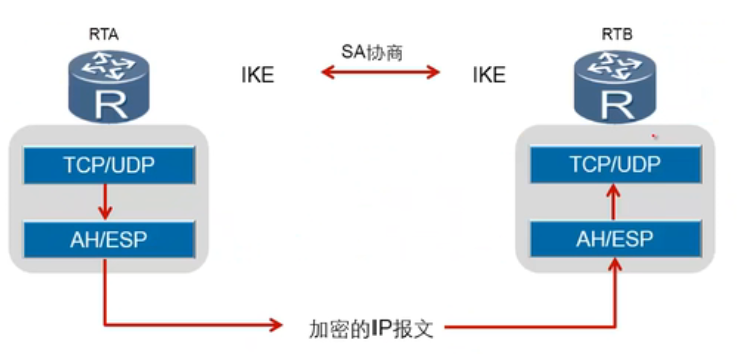 RTA
RTB
SA协商
IKE
IKE
R
R
TCP/UDP
TCP/UDP
AH/ESP
AH/ESP
加密的IP报文